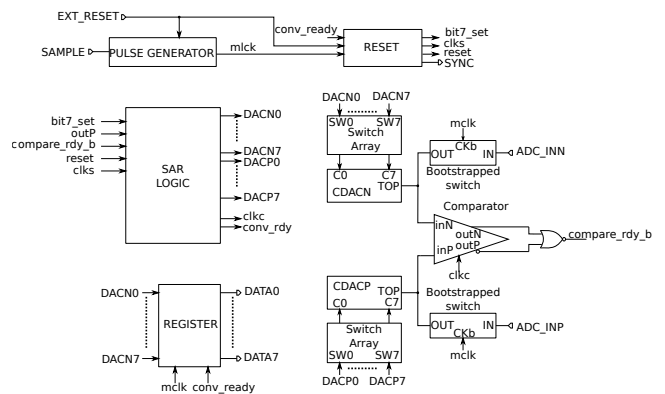 EXT_RESET
SAMPLE
PULSE GENERATOR
mlck
conv_ready
RESET
bit7_set
clks
reset
SYNC
bit7_set
outP
compare_rdy_b
reset
clks
SAR
LOGIC
DACN0
DACN7
DACP0
DACP7
clkc
conv_rdy
DACN0 DACN7
SW0 SW7
Switch
Array
C0 C7
TOP
CDACN
mclk
CKb
OUT IN
ADC_INN
Bootstrapped
switch
Comparator
inN
outN
outP
inP
clkc
compare_rdy_b
DACN0
DACN7
REGISTER
DATA0
DATA7
mclk conv_ready
CDACP TOP
C0 C7
Switch
Array
SW0 SW7
DACP0 DACP7
Bootstrapped
switch
OUT IN
CKb
ADC_INP
mclk